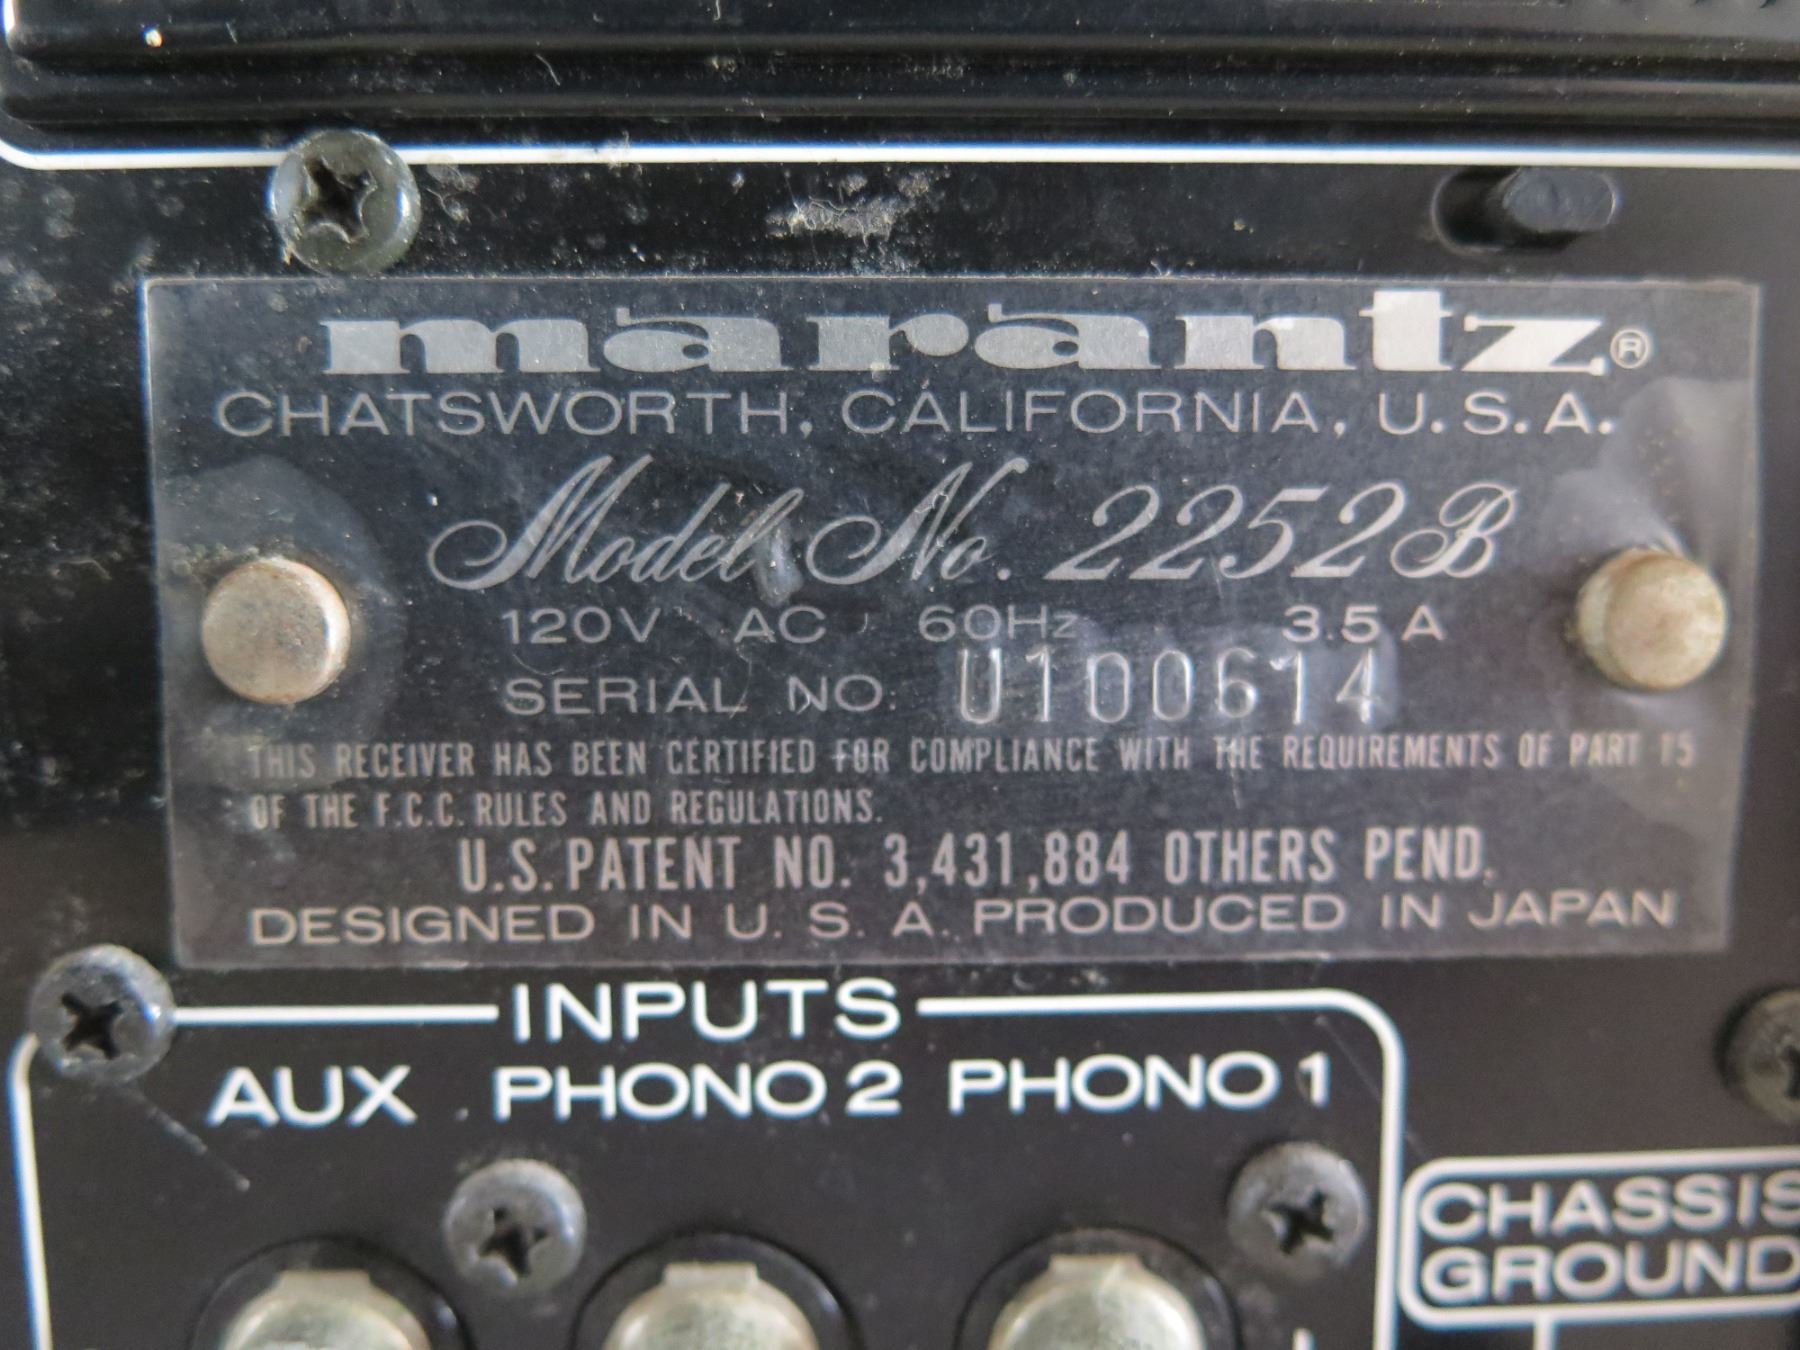 marantz®
CHATSWORTH, CALIFORNIA, U.S.A.
Model No. 2252B
120V AC 60Hz 3.5 A
SERIAL NO. U100614
THIS RECEIVER HAS BEEN CERTIFIED FOR COMPLIANCE WITH THE REQUIREMENTS OF PART 15
OF THE F.C.C. RULES AND REGULATIONS.
U.S. PATENT NO. 3,431,884 OTHERS PEND.
DESIGNED IN U. S. A. PRODUCED IN JAPAN
INPUTS
AUX PHONO 2 PHONO 1
CHASSIS
GROUND